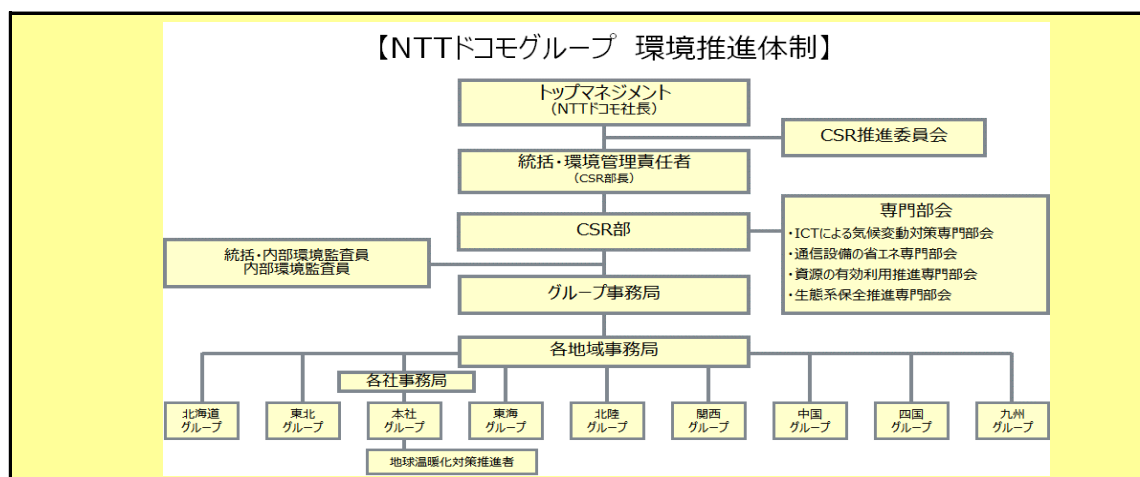 【NTTドコモグループ 環境推進体制】
トップマネジメント
（NTTドコモ社長）
CSR推進委員会
統括・環境管理責任者
（CSR部長）
CSR部
専門部会
・ICTによる気候変動対策専門部会
・通信設備の省エネ専門部会
・資源の有効利用推進専門部会
・生態系保全推進専門部会
統括・内部環境監査員
内部環境監査員
グループ事務局
各地域事務局
各社事務局
北海道
グループ
東北
グループ
本社
グループ
東海
グループ
北陸
グループ
関西
グループ
中国
グループ
四国
グループ
九州
グループ
地球温暖化対策推進者